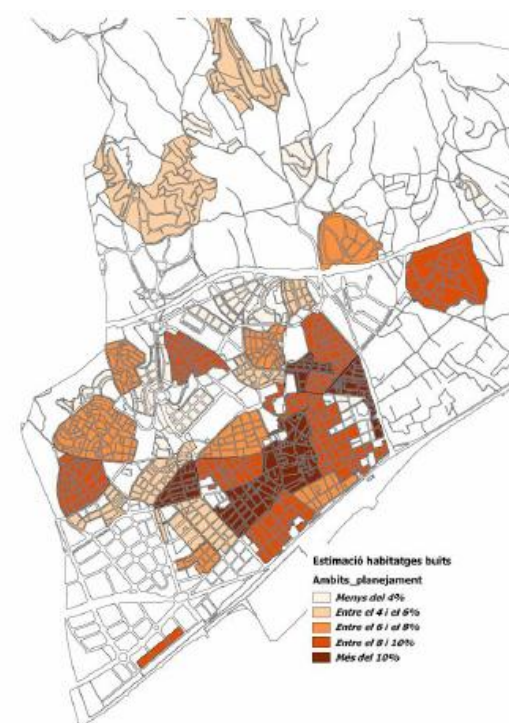 Estimació habitatges buits
Ambits_planejament
Menys del 4%
Entre el 4 i el 6%
Entre el 6 i el 8%
Entre el 8 i 10%
Més del 10%